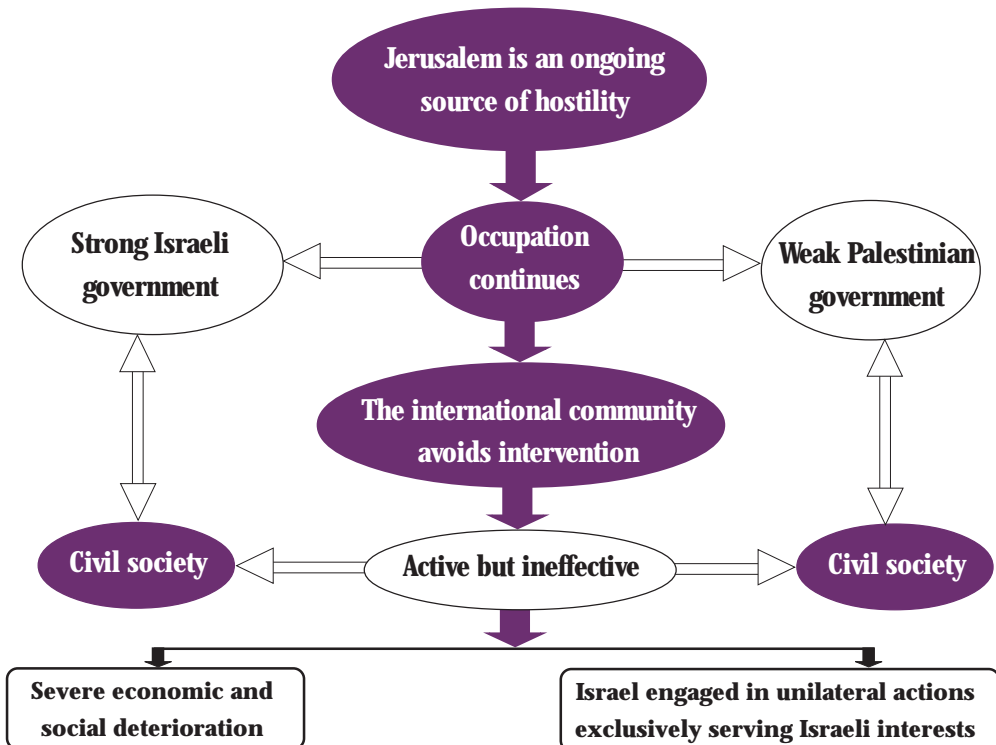 Jerusalem is an ongoing
source of hostility
Strong Israeli
government
Occupation
continues
Weak Palestinian
government
The international community
avoids intervention
Civil society
Active but ineffective
Civil society
Severe economic and
social deterioration
Israel engaged in unilateral actions
exclusively serving Israeli interests